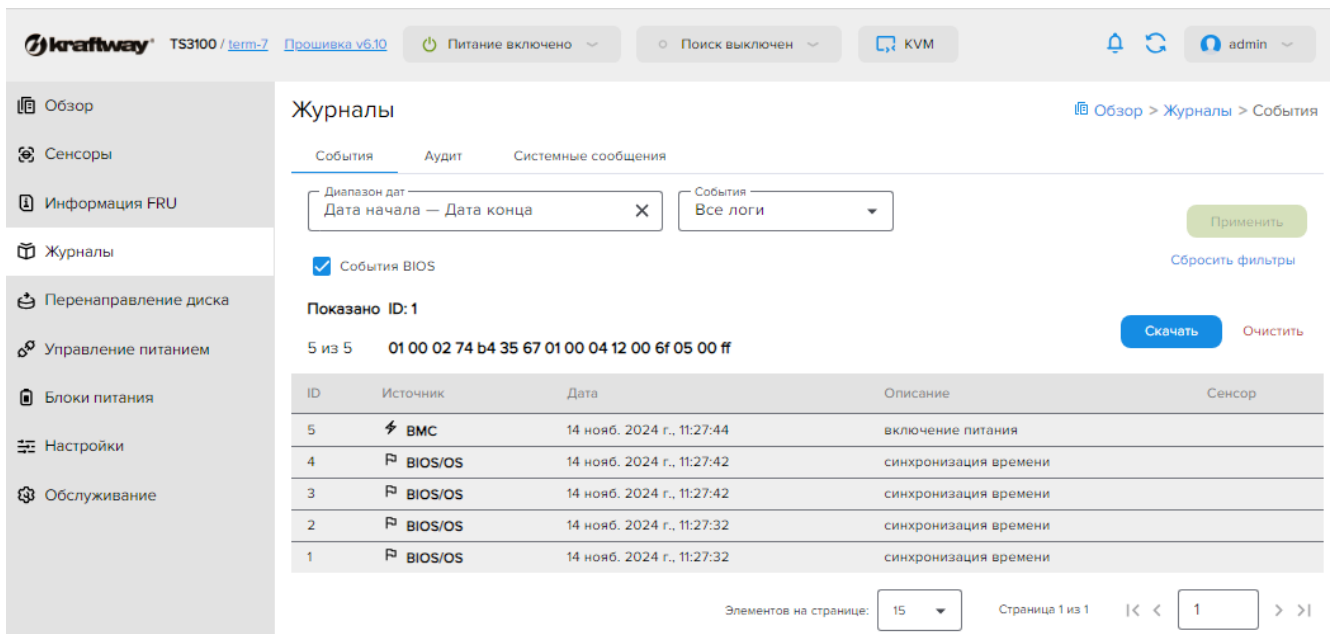 kraftway TS3100 / term-7 Прошивка v6.10 Питание включено Поиск выключен KVM admin
Обзор
Сенсоры
Информация FRU
Журналы
Перенаправление диска
Управление питанием
Блоки питания
Настройки
Обслуживание
Журналы
Обзор > Журналы > События
События Аудит Системные сообщения
Диапазон дат
Дата начала — Дата конца
События
Все логи
Применить
События BIOS
Сбросить фильтры
Показано ID: 1
5 из 5 01 00 02 74 b4 35 67 01 00 04 12 00 6f 05 00 ff
Скачать Очистить
ID Источник Дата Описание Сенсор
5 BMC 14 нояб. 2024 г., 11:27:44 включение питания
4 BIOS/OS 14 нояб. 2024 г., 11:27:42 синхронизация времени
3 BIOS/OS 14 нояб. 2024 г., 11:27:42 синхронизация времени
2 BIOS/OS 14 нояб. 2024 г., 11:27:32 синхронизация времени
1 BIOS/OS 14 нояб. 2024 г., 11:27:32 синхронизация времени
Элементов на странице: 15 Страница 1 из 1 |< < 1 > >|